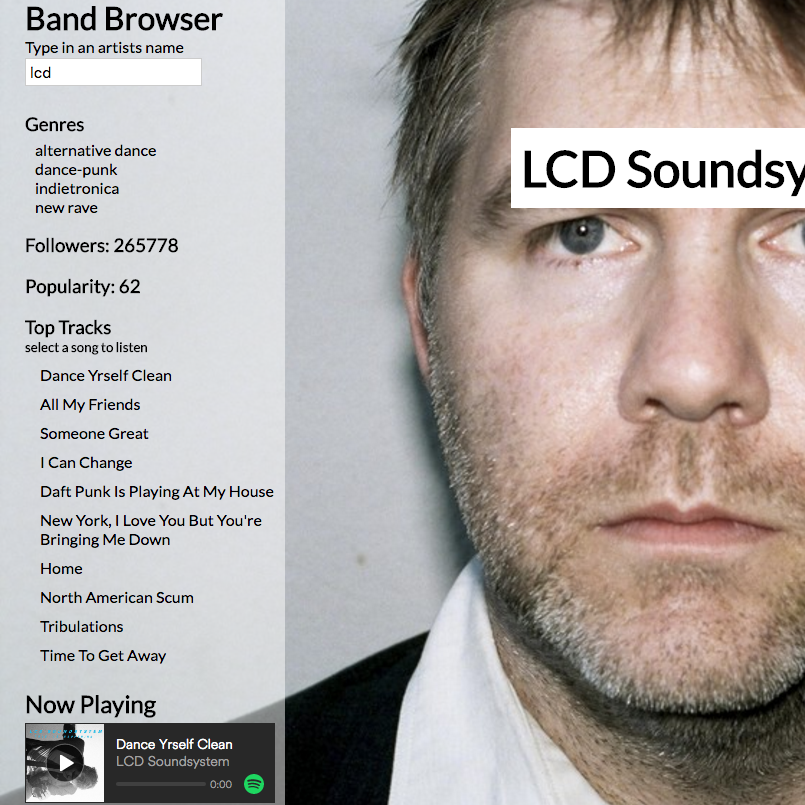 Band Browser
Type in an artists name
lcd
LCD Soundsy
Genres
alternative dance
dance-punk
indietronica
new rave
Followers: 265778
Popularity: 62
Top Tracks
select a song to listen
Dance Yrself Clean
All My Friends
Someone Great
I Can Change
Daft Punk Is Playing At My House
New York, I Love You But You're
Bringing Me Down
Home
North American Scum
Tribulations
Time To Get Away
Now Playing
Dance Yrself Clean
LCD Soundsystem
0:00